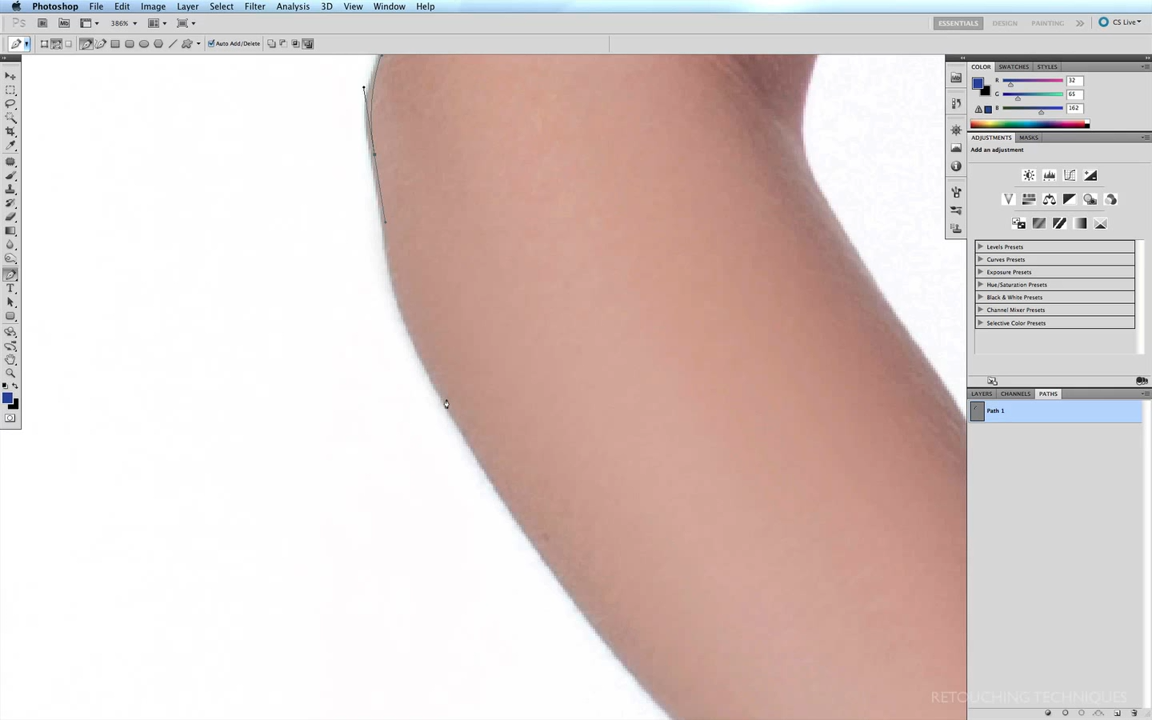 Photoshop File Edit Image Layer Select Filter Analysis 3D View Window Help
Ps Br Mb 386% ESSENTIALS DESIGN PAINTING CS Live
Auto Add/Delete
COLOR SWATCHES STYLES
R 32
G 65
B 162
ADJUSTMENTS MASKS
Add an adjustment
Levels Presets
Curves Presets
Exposure Presets
Hue/Saturation Presets
Black & White Presets
Channel Mixer Presets
Selective Color Presets
LAYERS CHANNELS PATHS
Path 1
RETOUCHING TECHNIQUES